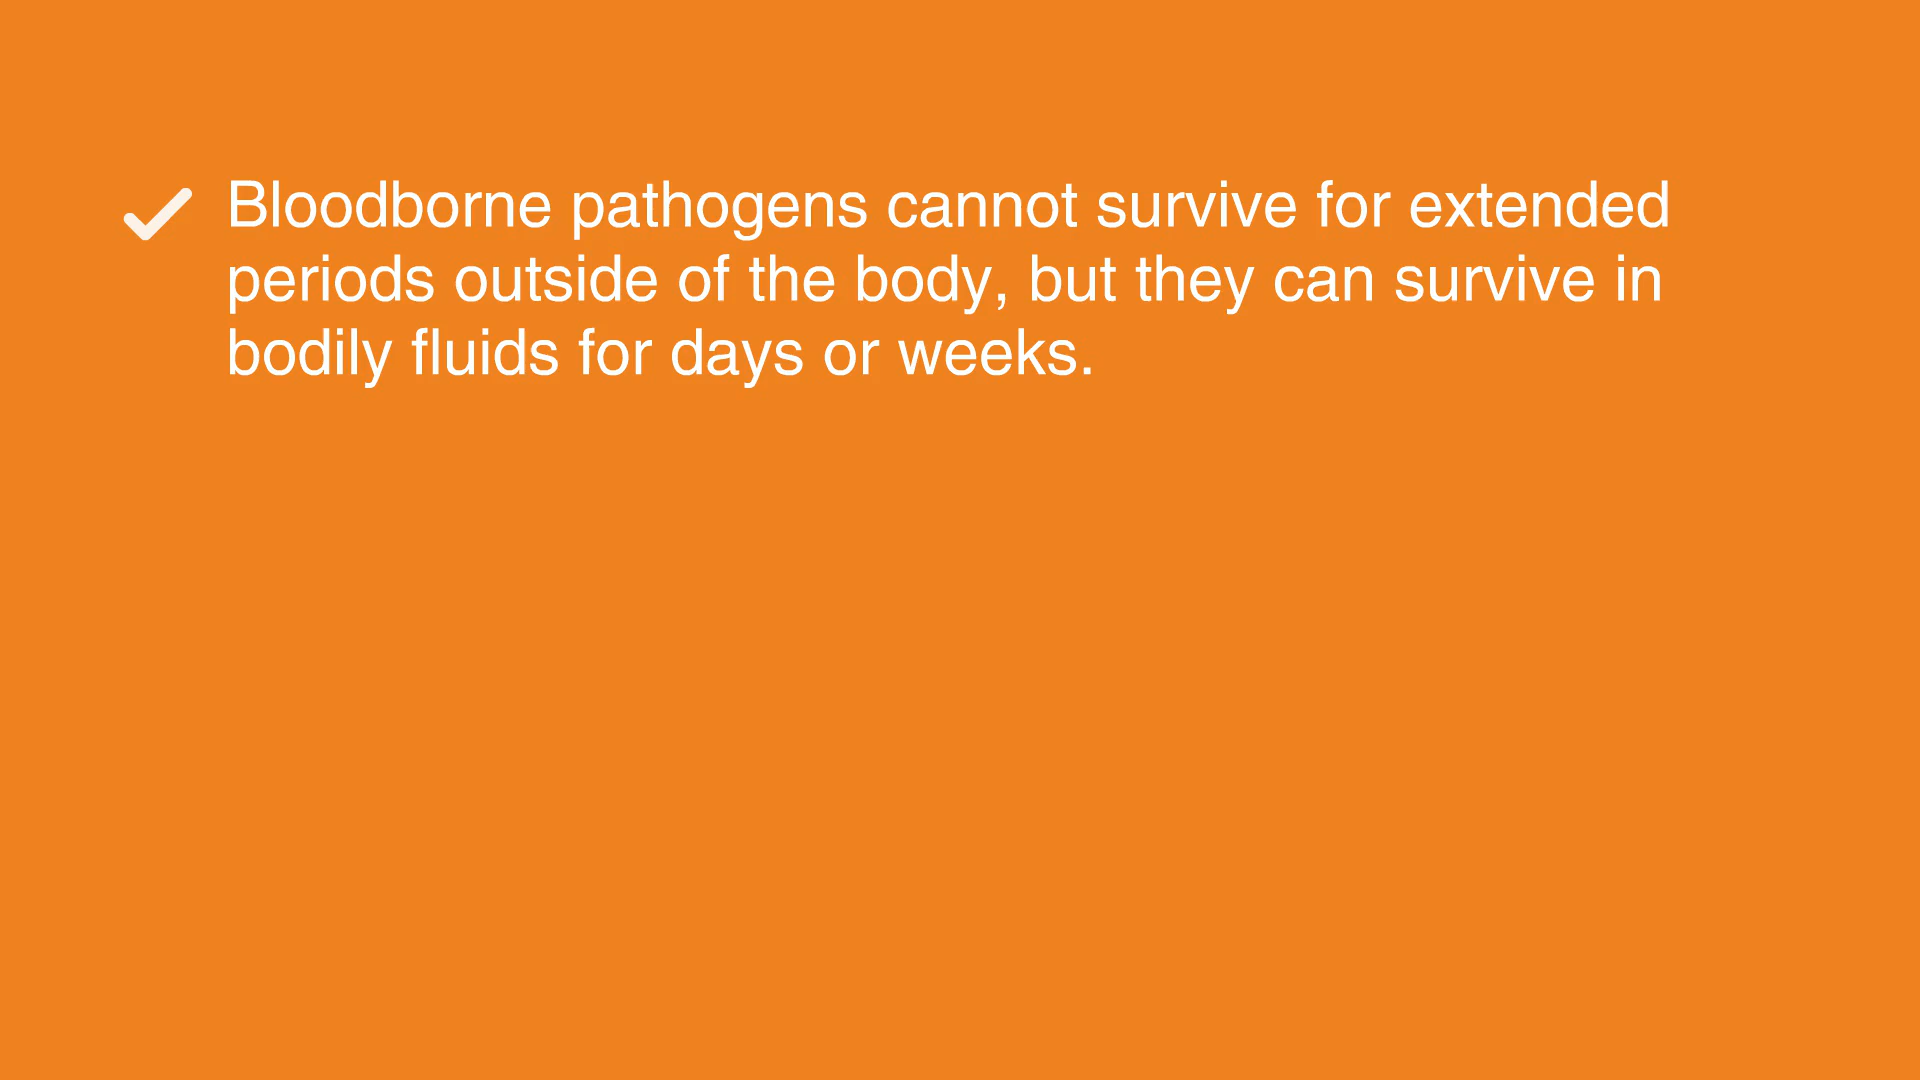 Bloodborne pathogens cannot survive for extended
periods outside of the body, but they can survive in
bodily fluids for days or weeks.